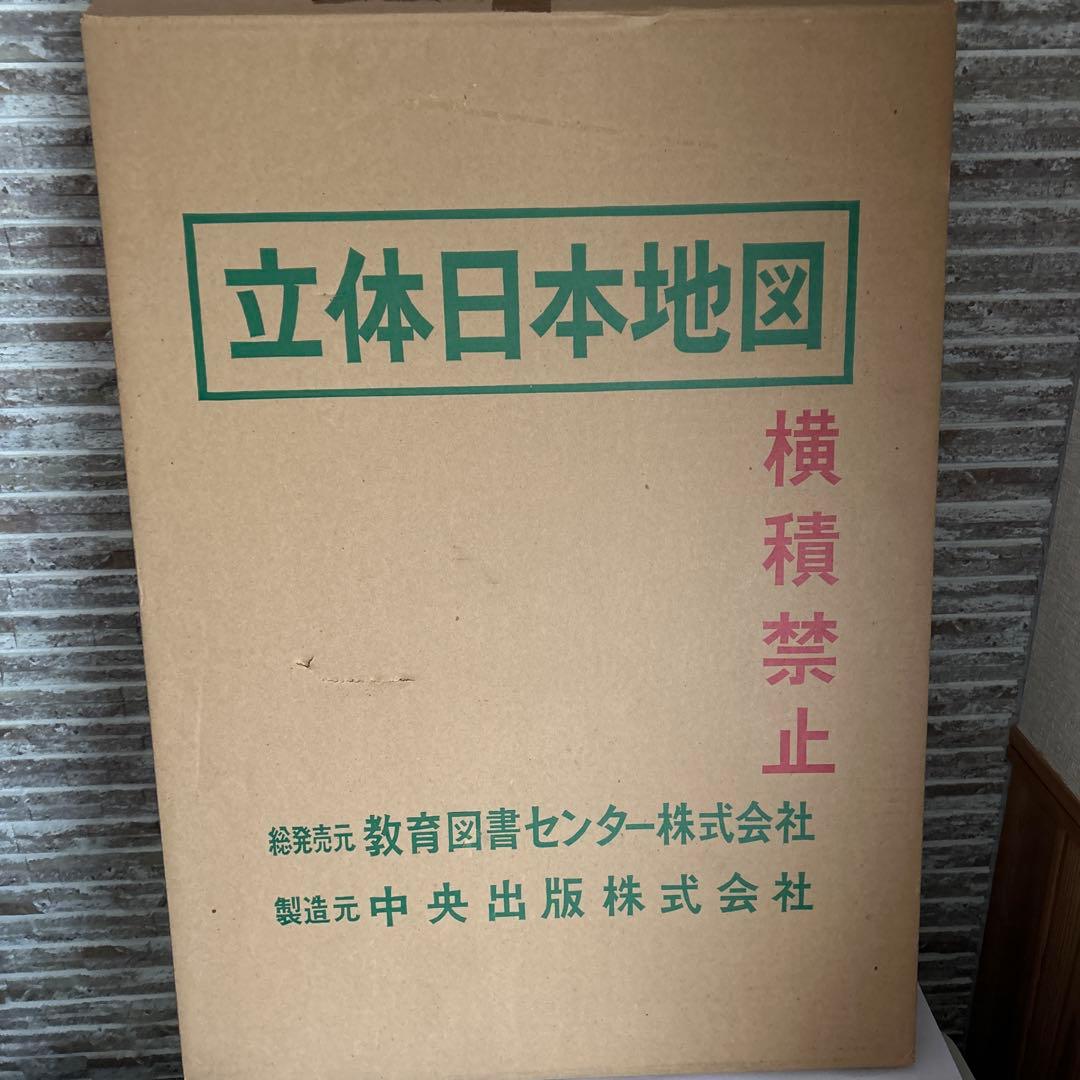 立体日本地図
横積禁止
総発売元 教育図書センター株式会社
製造元 中央出版株式会社